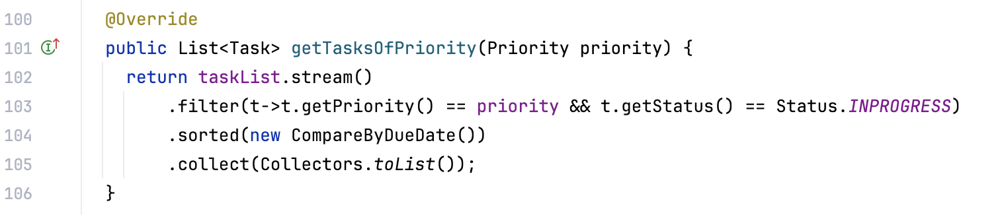 100 @Override
101 public List<Task> getTasksOfPriority(Priority priority) {
102 return taskList.stream()
103 .filter(t->t.getPriority() == priority && t.getStatus() == Status.INPROGRESS)
104 .sorted(new CompareByDueDate())
105 .collect(Collectors.toList());
106 }